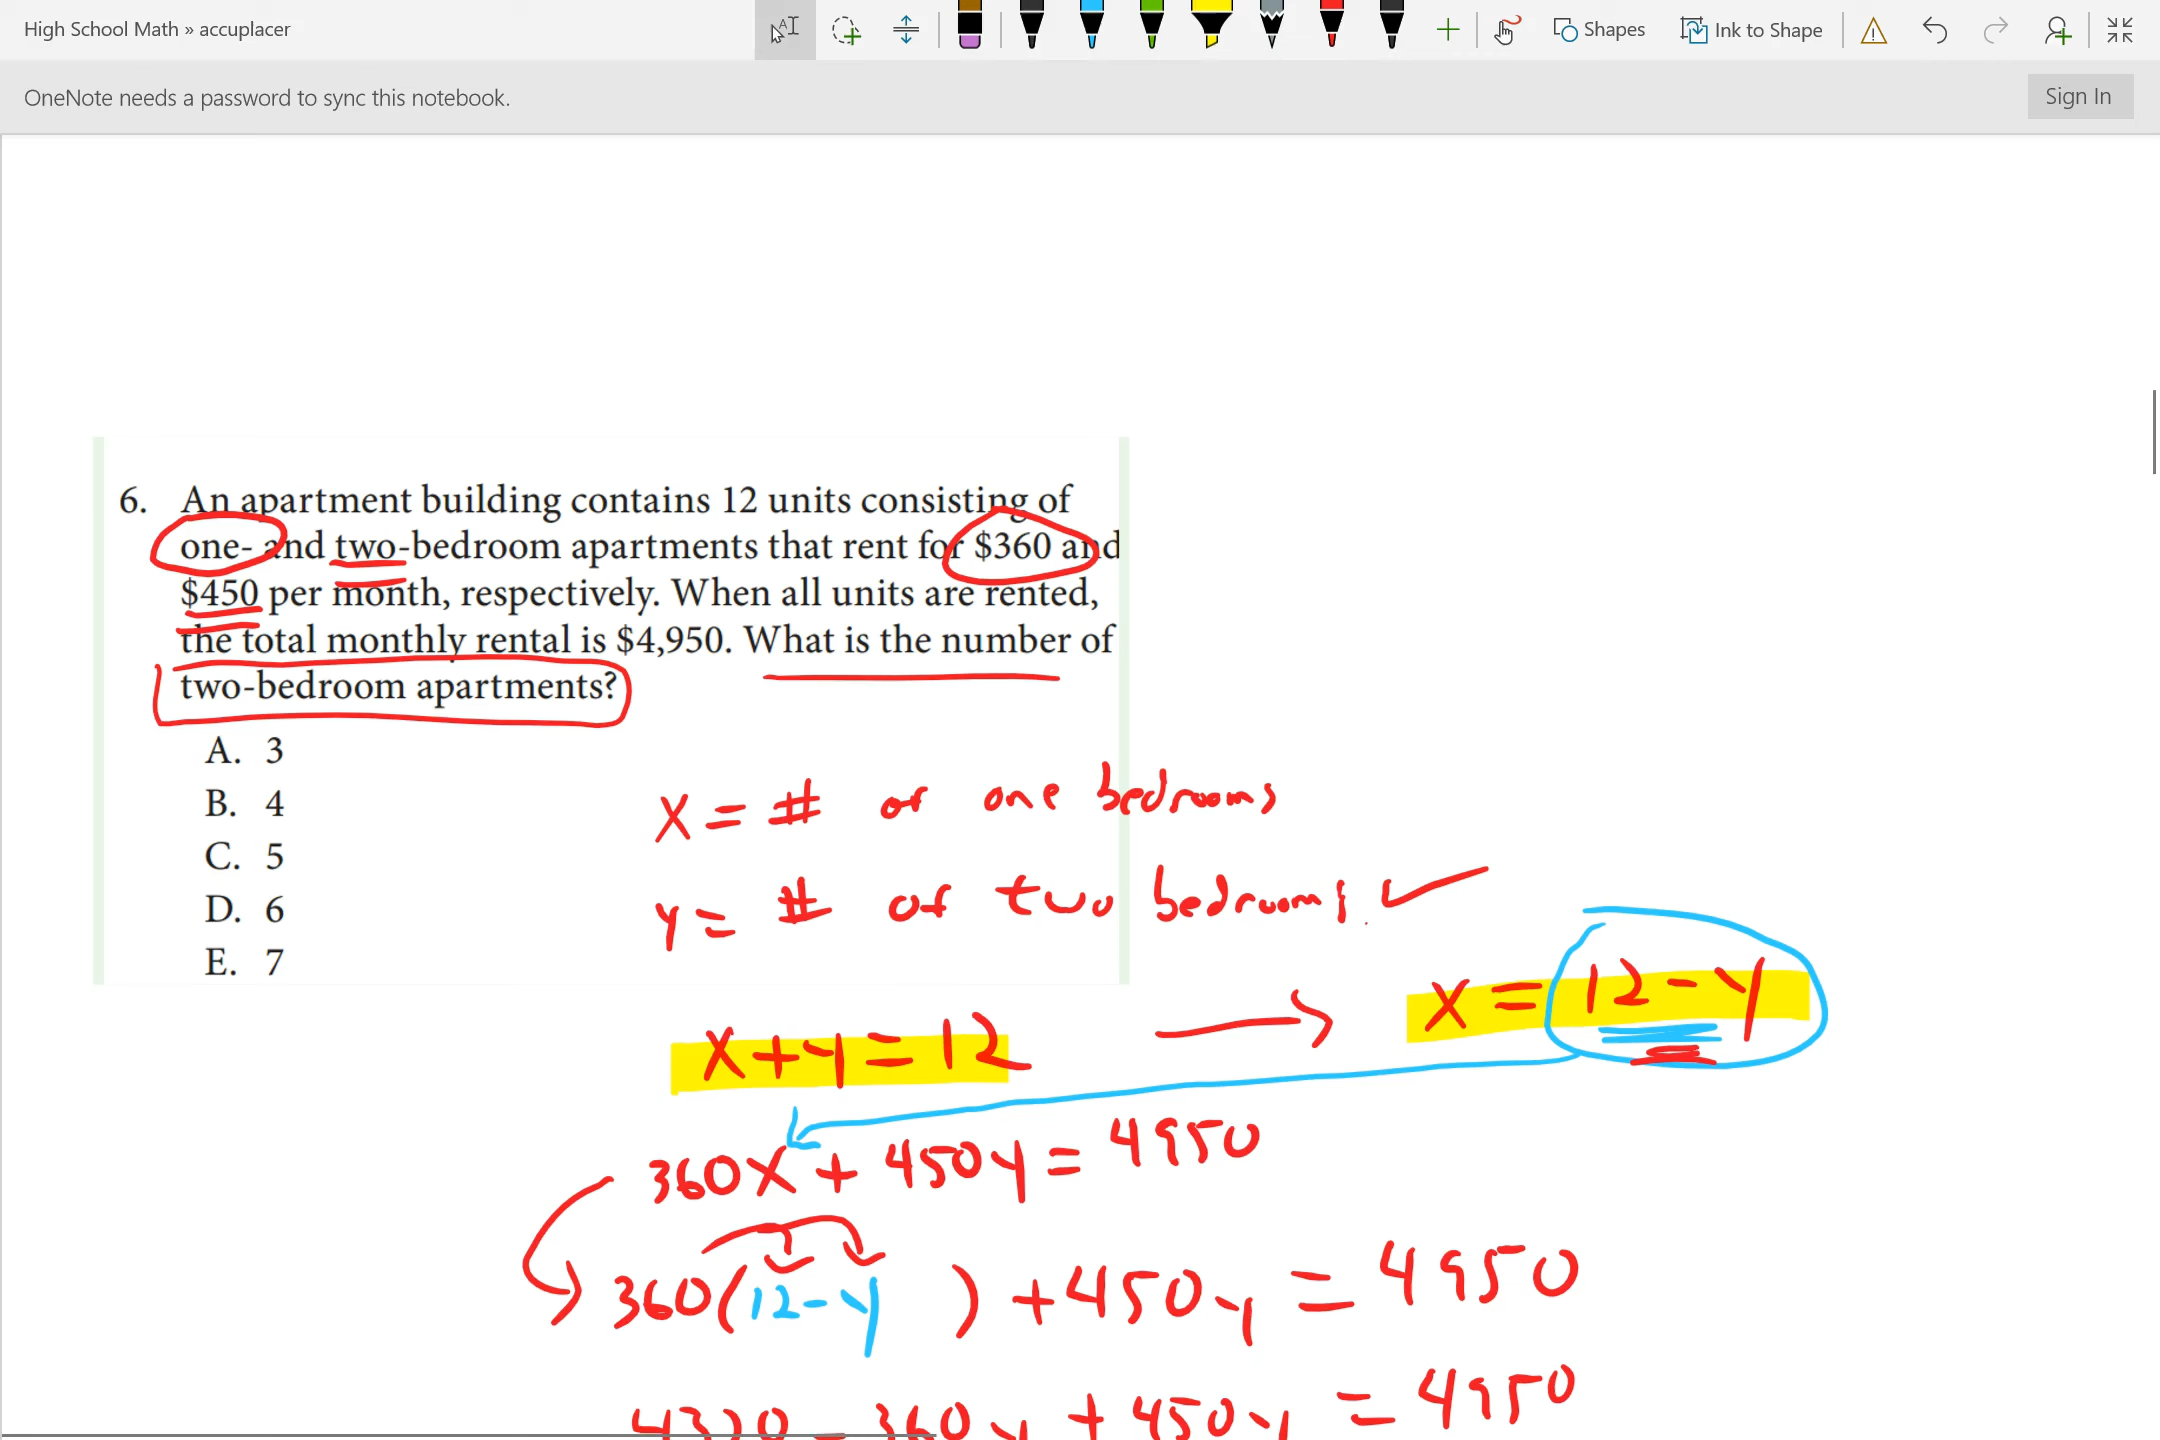 High School Math » accuplacer
Shapes
Ink to Shape
OneNote needs a password to sync this notebook.
Sign In
6. An apartment building contains 12 units consisting of
one- and two-bedroom apartments that rent for $360 and
$450 per month, respectively. When all units are rented,
the total monthly rental is $4,950. What is the number of
two-bedroom apartments?
A. 3
B. 4
C. 5
D. 6
E. 7
x = # of one bedrooms
y = # of two bedrooms ✓
x+y=12 → x = 12-y
360x + 450y = 4950
360(12-y ) +450y = 4950
4320 - 360y + 450y = 4950